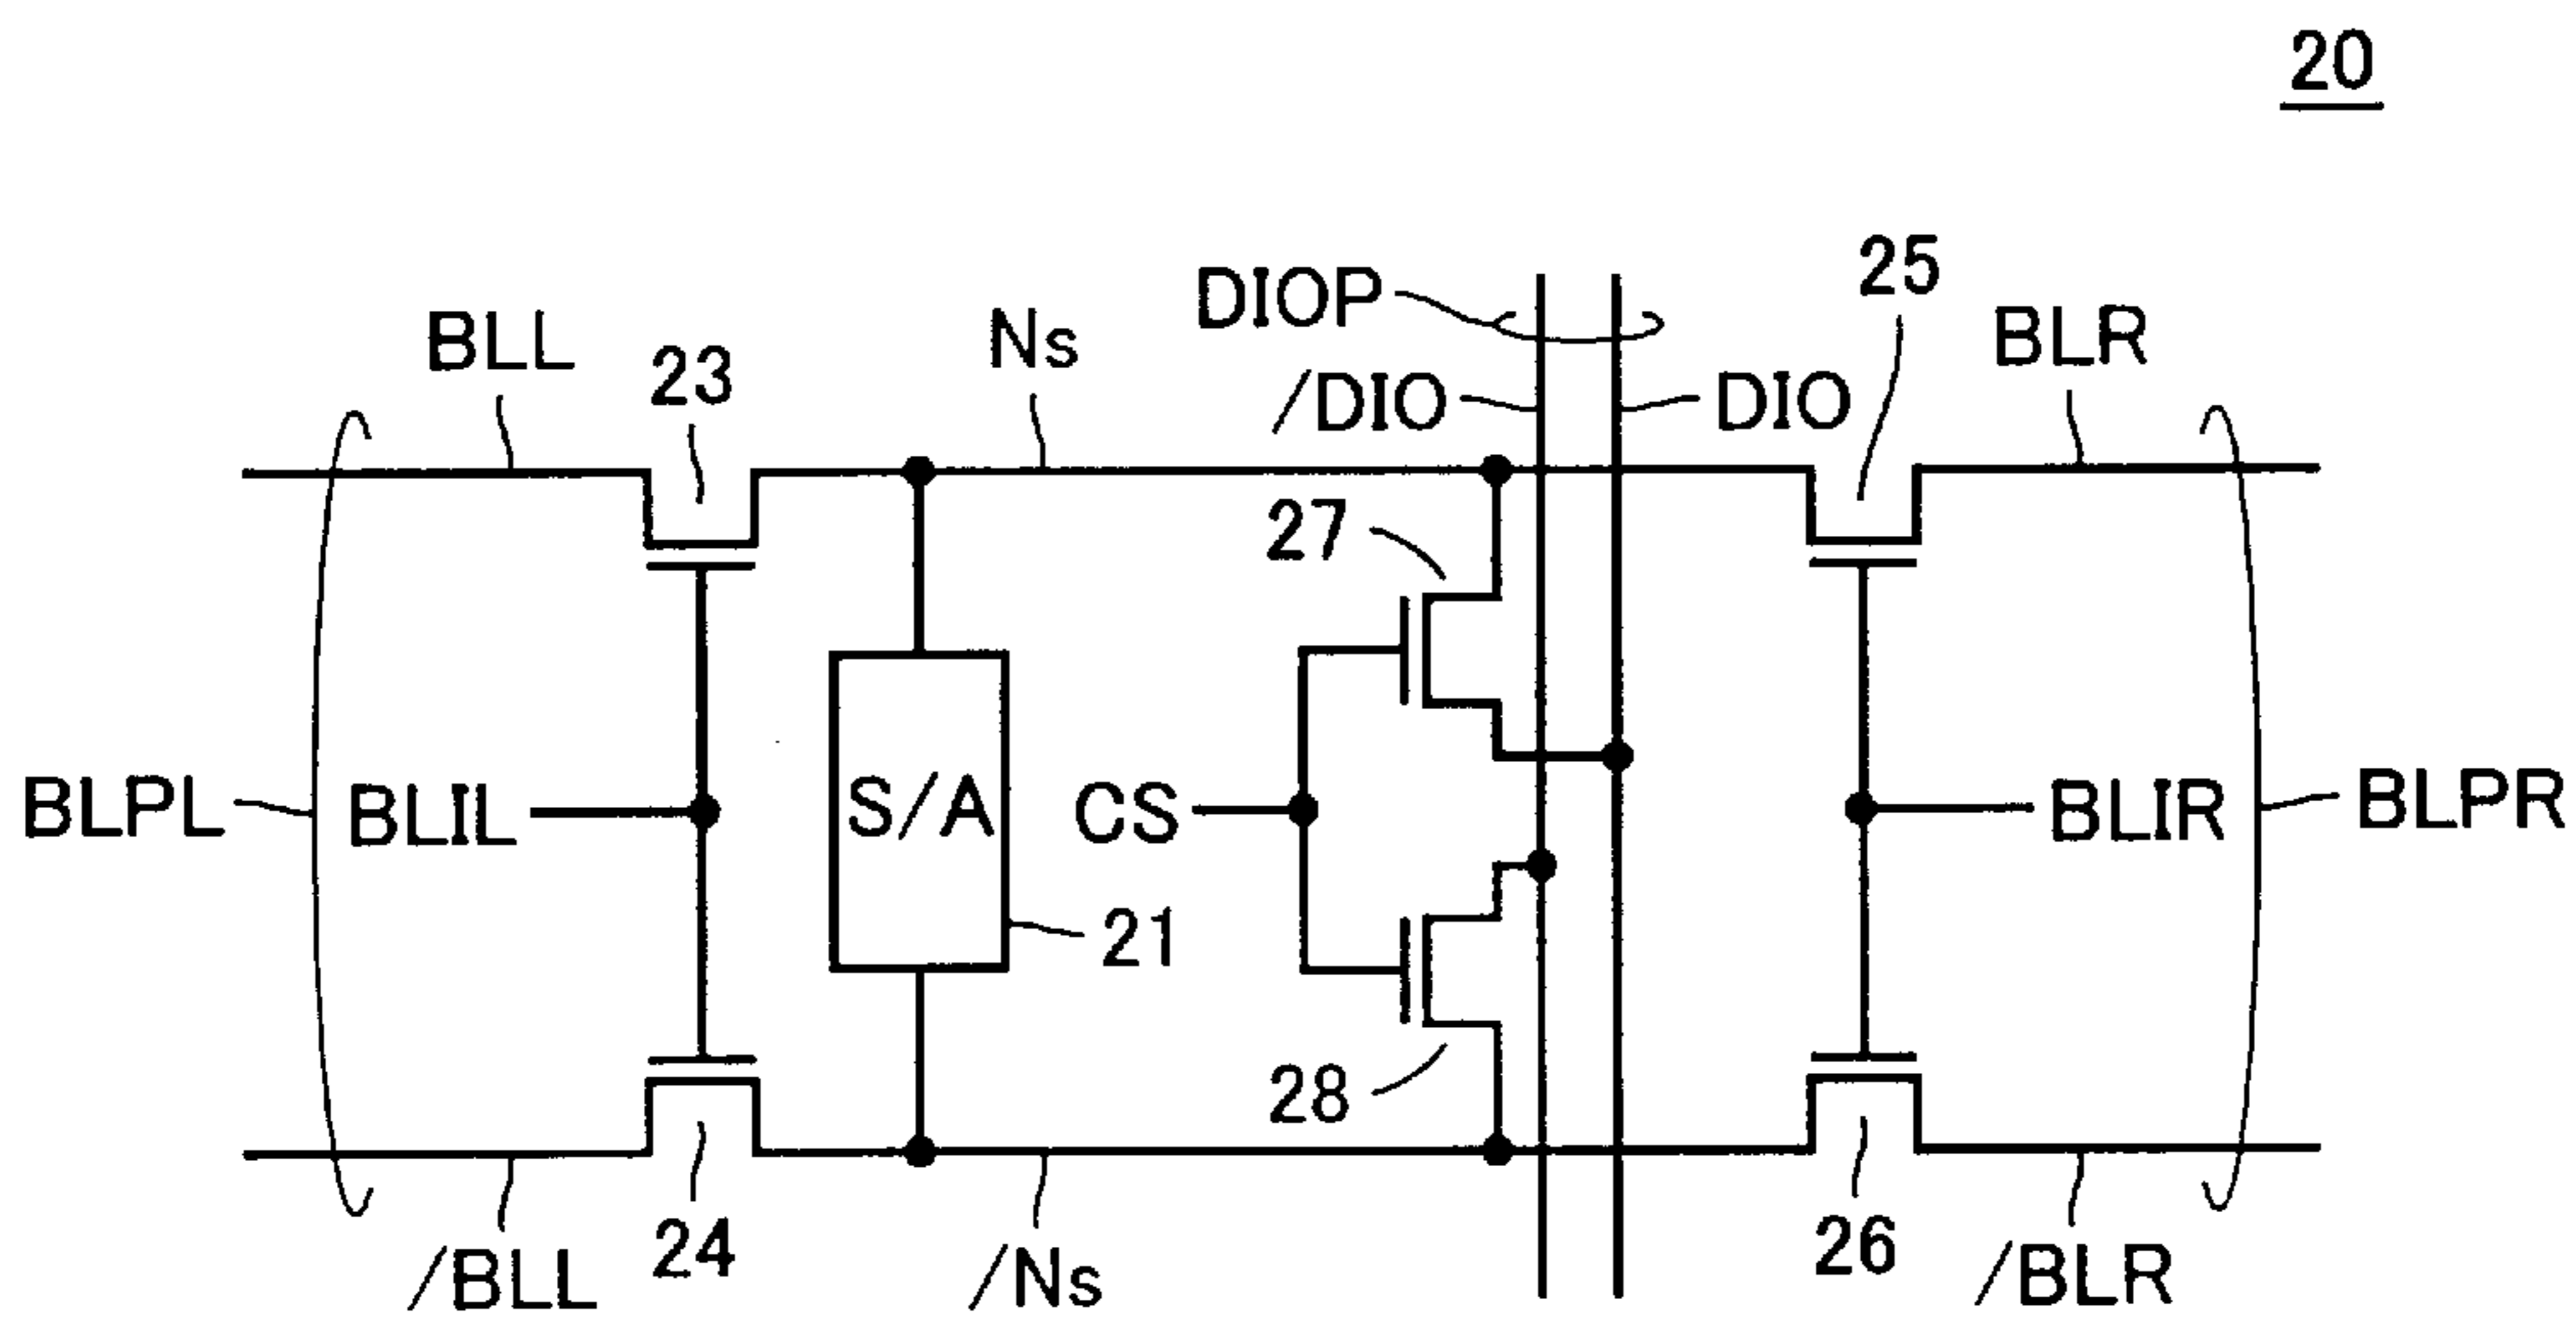 20
25
DIOP
BLL
Ns
BLR
23
/DIO
DIO
27
BLPL
BLIL
S/A
CS
BLIR
BLPR
21
28
24
26
/BLL
/Ns
/BLR